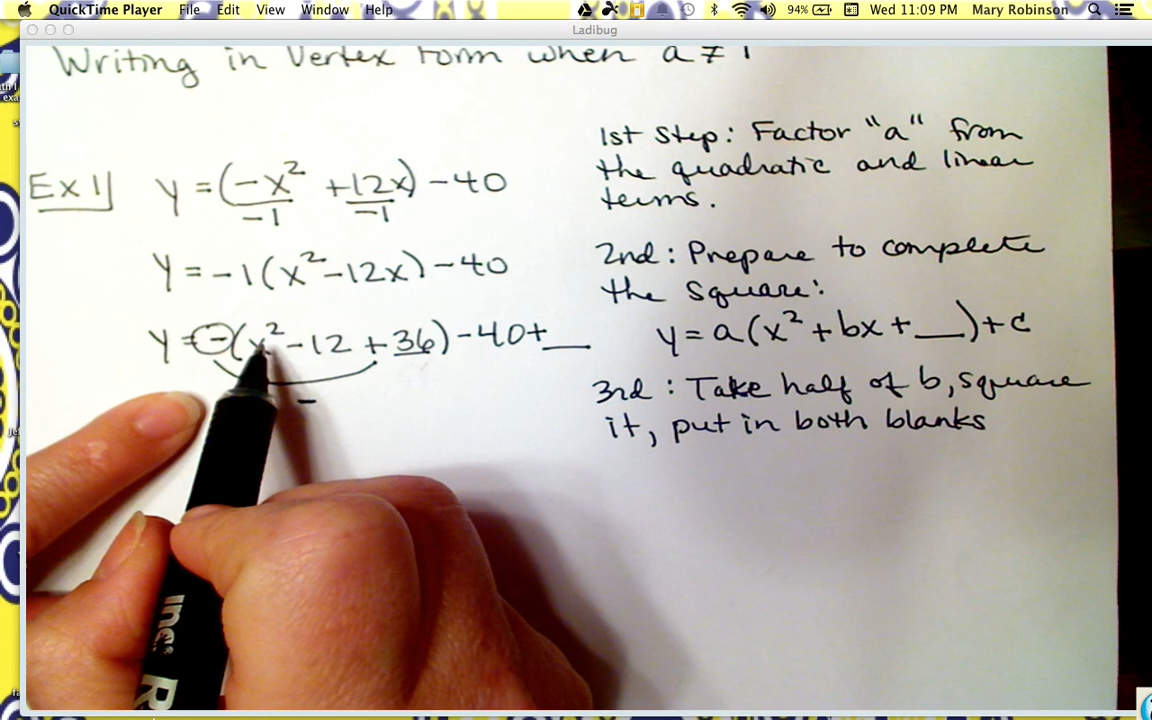 QuickTime Player File Edit View Window Help 94% Wed 11:09 PM Mary Robinson
Ladibug
Writing in Vertex form when a ≠ 1
Ex 1] y = (-x² + 12x) - 40
-1 -1
y = -1(x² - 12x) - 40
y = -(x² - 12 + 36) - 40 + __
-
1st Step: Factor "a" from
the quadratic and linear
terms.
2nd: Prepare to complete
the square:
y = a(x² + bx + __) + c
3rd: Take half of b, square
it, put in both blanks